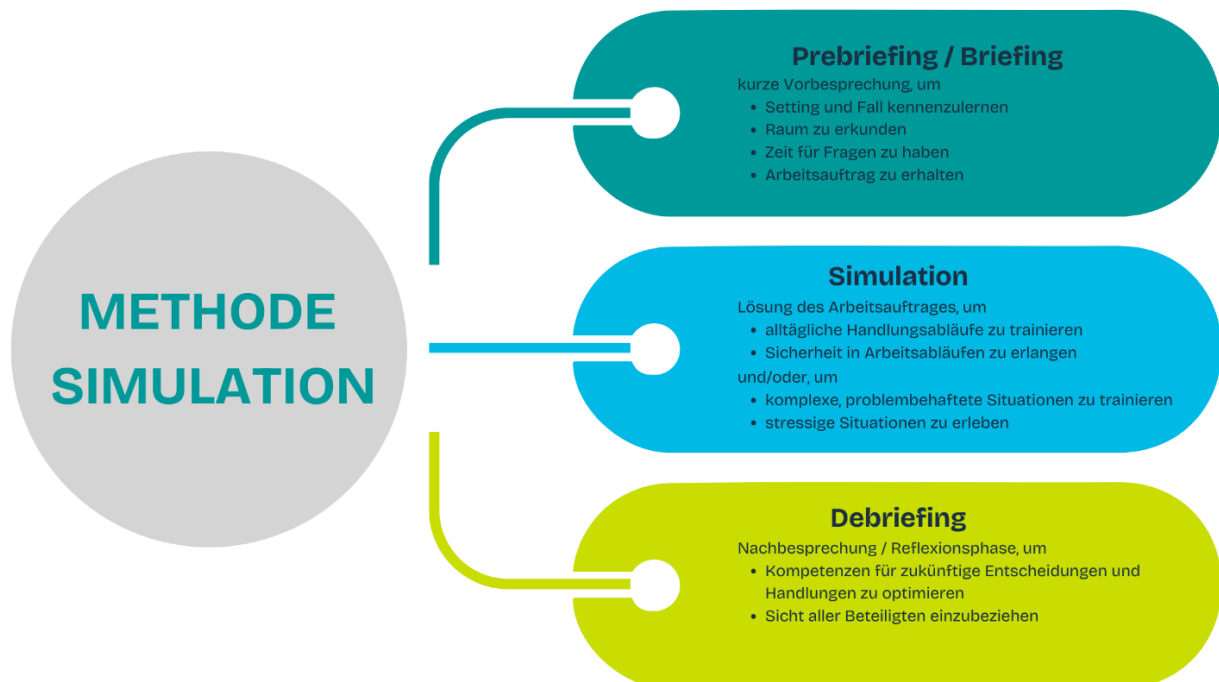 METHODE
SIMULATION
Prebriefing / Briefing
kurze Vorbesprechung, um
• Setting und Fall kennenzulernen
• Raum zu erkunden
• Zeit für Fragen zu haben
• Arbeitsauftrag zu erhalten
Simulation
Lösung des Arbeitsauftrages, um
• alltägliche Handlungsabläufe zu trainieren
• Sicherheit in Arbeitsabläufen zu erlangen
und/oder, um
• komplexe, problembehaftete Situationen zu trainieren
• stressige Situationen zu erleben
Debriefing
Nachbesprechung / Reflexionsphase, um
• Kompetenzen für zukünftige Entscheidungen und
Handlungen zu optimieren
• Sicht aller Beteiligten einzubeziehen